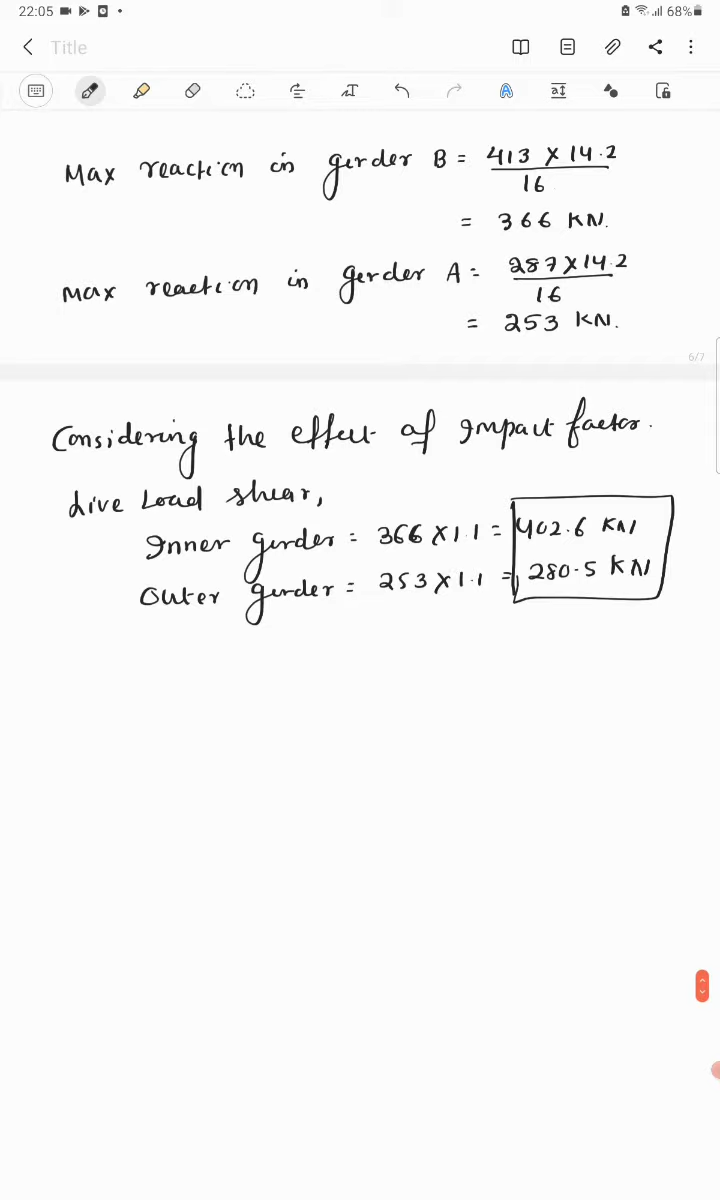 22:05 68%
Title
Max reaction in girder B = 413 X 14.2
16
= 366 KN.
Max reaction in girder A = 287 X 14.2
16
= 253 KN.
6/7
Considering the effect of impact factor.
Live Load shear,
Inner girder = 366 X 1.1 = 402.6 KN
Outer girder = 253 X 1.1 = 280.5 KN